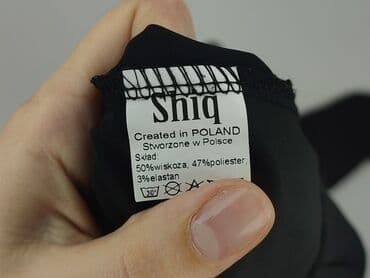 Shiq
Created in POLAND
Stworzone w Polsce
Skład:
50%wiskoza, 47%poliester,
3%elastan